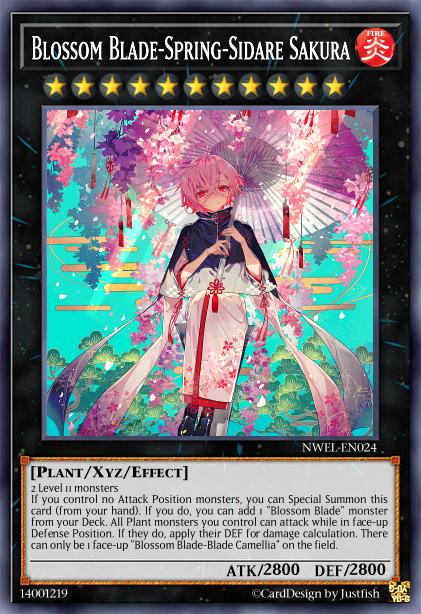 BLOSSOM BLADE-SPRING-SIDARE SAKURA
FIRE
炎
NWEL-EN024
[PLANT/XYZ/EFFECT]
2 Level 11 monsters
If you control no Attack Position monsters, you can Special Summon this
card (from your hand). If you do, you can add 1 "Blossom Blade" monster
from your Deck. All Plant monsters you control can attack while in face-up
Defense Position. If they do, apply their DEF for damage calculation. There
can only be 1 face-up "Blossom Blade-Blade Camellia" on the field.
ATK/2800 DEF/2800
14001219 ©CardDesign by Justfish